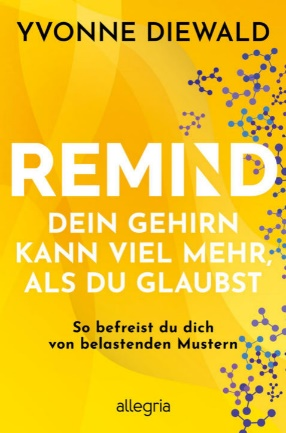 YVONNE DIEWALD
REMIND
DEIN GEHIRN
KANN VIEL MEHR,
ALS DU GLAUBST
So befreist du dich
von belastenden Mustern
allegria